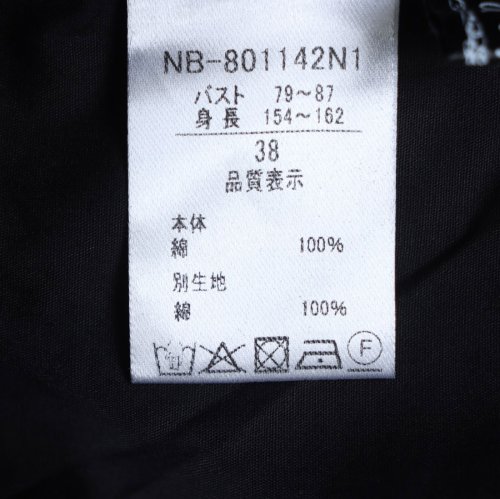 NB-801142N1
バスト 79～87
身長 154～162
38
品質表示
本体
綿 100%
別生地
綿 100%
F